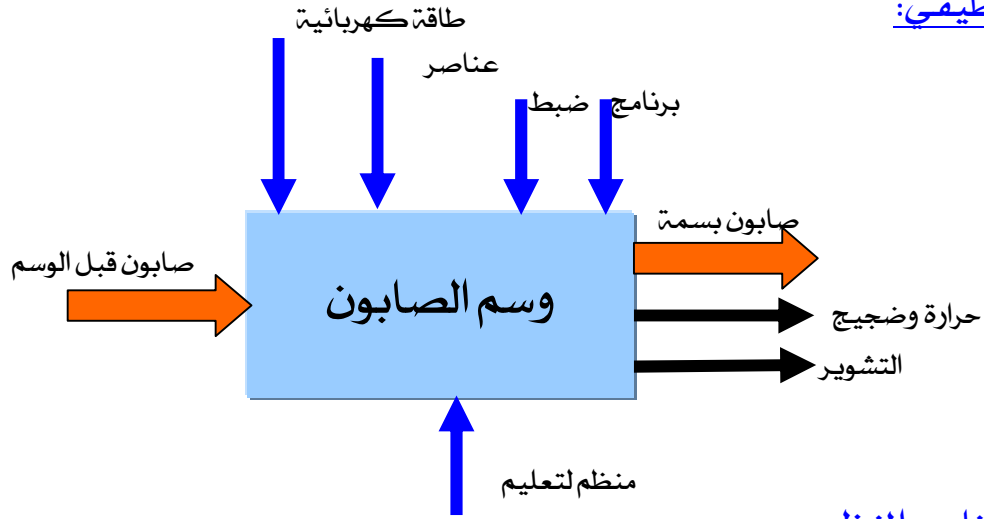 طاقة كهربائية
عناصر
ضبط
برنامج
صابون قبل الوسم
وسم الصابون
صابون بسمة
حرارة وضجيج
التشوير
منظم لتعليم